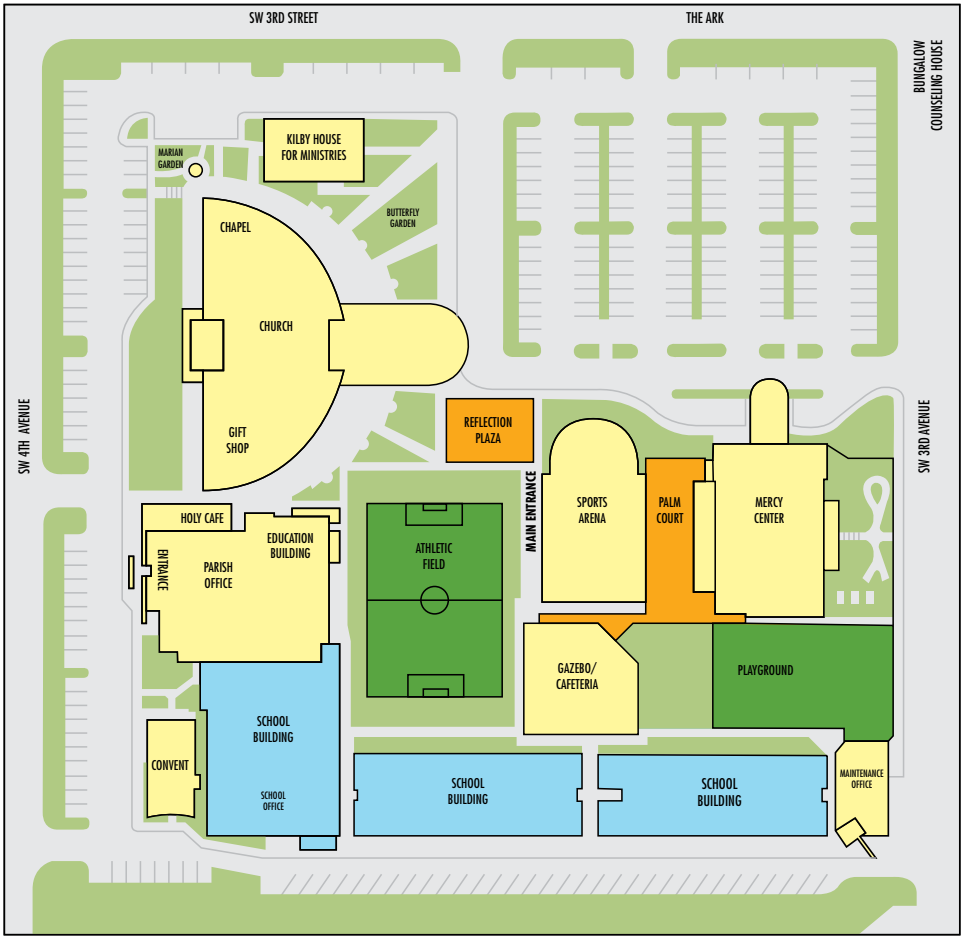 SW 3RD STREET
THE ARK
BUNGALOW
COUNSELING HOUSE
KILBY HOUSE
FOR MINISTRIES
MARIAN
GARDEN
BUTTERFLY
GARDEN
CHAPEL
CHURCH
GIFT
SHOP
SW 4TH AVENUE
SW 3RD AVENUE
REFLECTION
PLAZA
MAIN ENTRANCE
SPORTS
ARENA
PALM
COURT
MERCY
CENTER
HOLY CAFE
EDUCATION
BUILDING
ENTRANCE
PARISH
OFFICE
ATHLETIC
FIELD
GAZEBO/
CAFETERIA
PLAYGROUND
SCHOOL
BUILDING
SCHOOL
OFFICE
CONVENT
SCHOOL
BUILDING
SCHOOL
BUILDING
MAINTENANCE
OFFICE